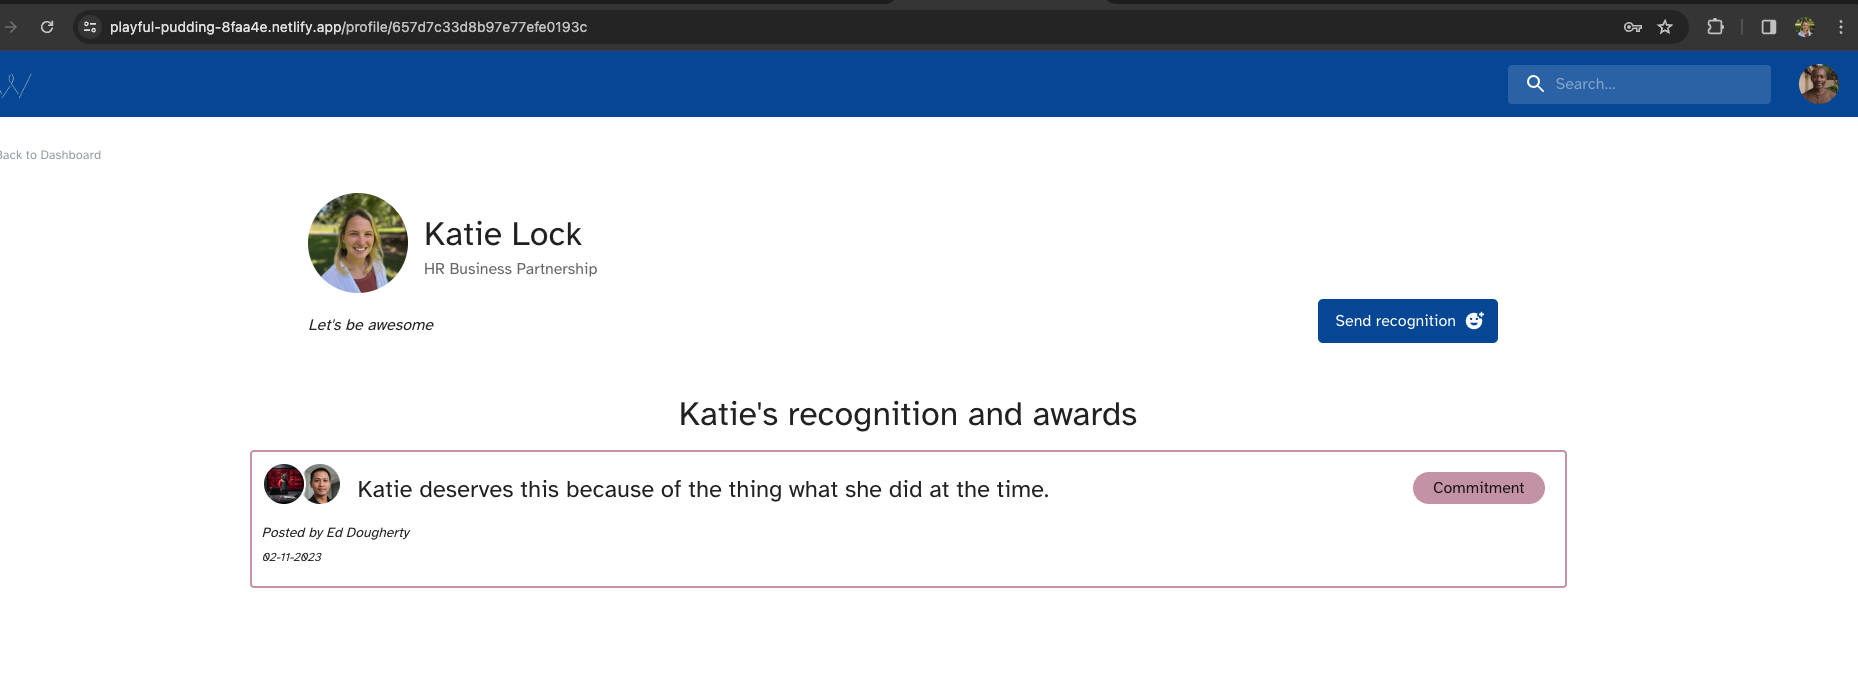 playful-pudding-8faa4e.netlify.app/profile/657d7c33d8b97e77efe0193c
W
Search...
Back to Dashboard
Katie Lock
HR Business Partnership
Let's be awesome
Send recognition
Katie's recognition and awards
Katie deserves this because of the thing what she did at the time.
Commitment
Posted by Ed Dougherty
02-11-2023